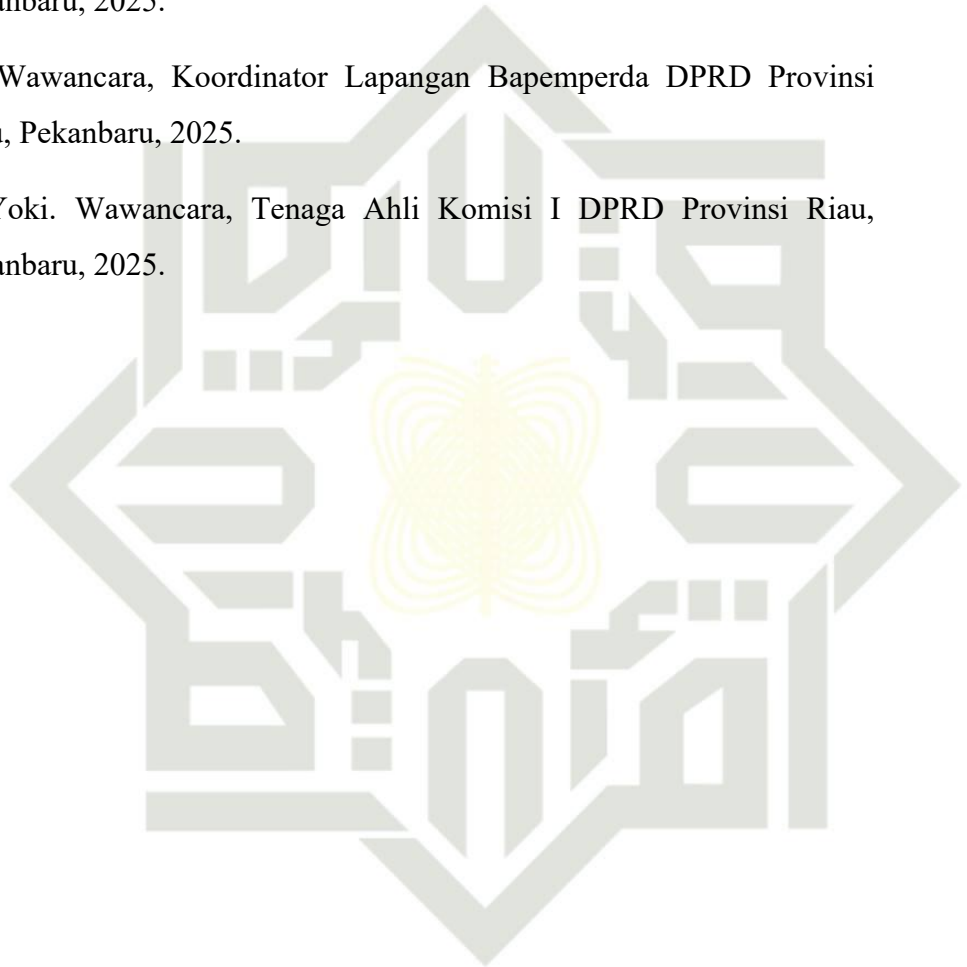 anbaru, 2025.
Wawancara, Koordinator Lapangan Bapemperda DPRD Provinsi
, Pekanbaru, 2025.
Yoki. Wawancara, Tenaga Ahli Komisi I DPRD Provinsi Riau,
anbaru, 2025.